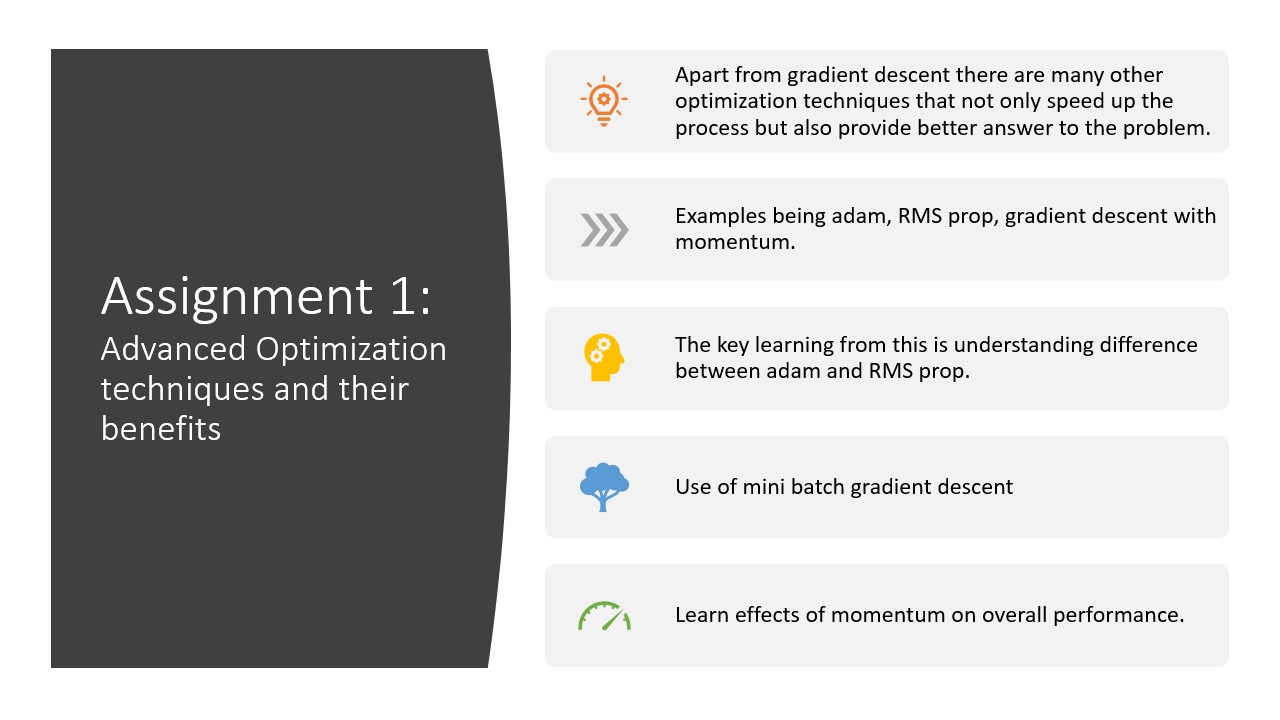 Assignment 1:
Advanced Optimization
techniques and their
benefits
Apart from gradient descent there are many other
optimization techniques that not only speed up the
process but also provide better answer to the problem.
Examples being adam, RMS prop, gradient descent with
momentum.
The key learning from this is understanding difference
between adam and RMS prop.
Use of mini batch gradient descent
Learn effects of momentum on overall performance.